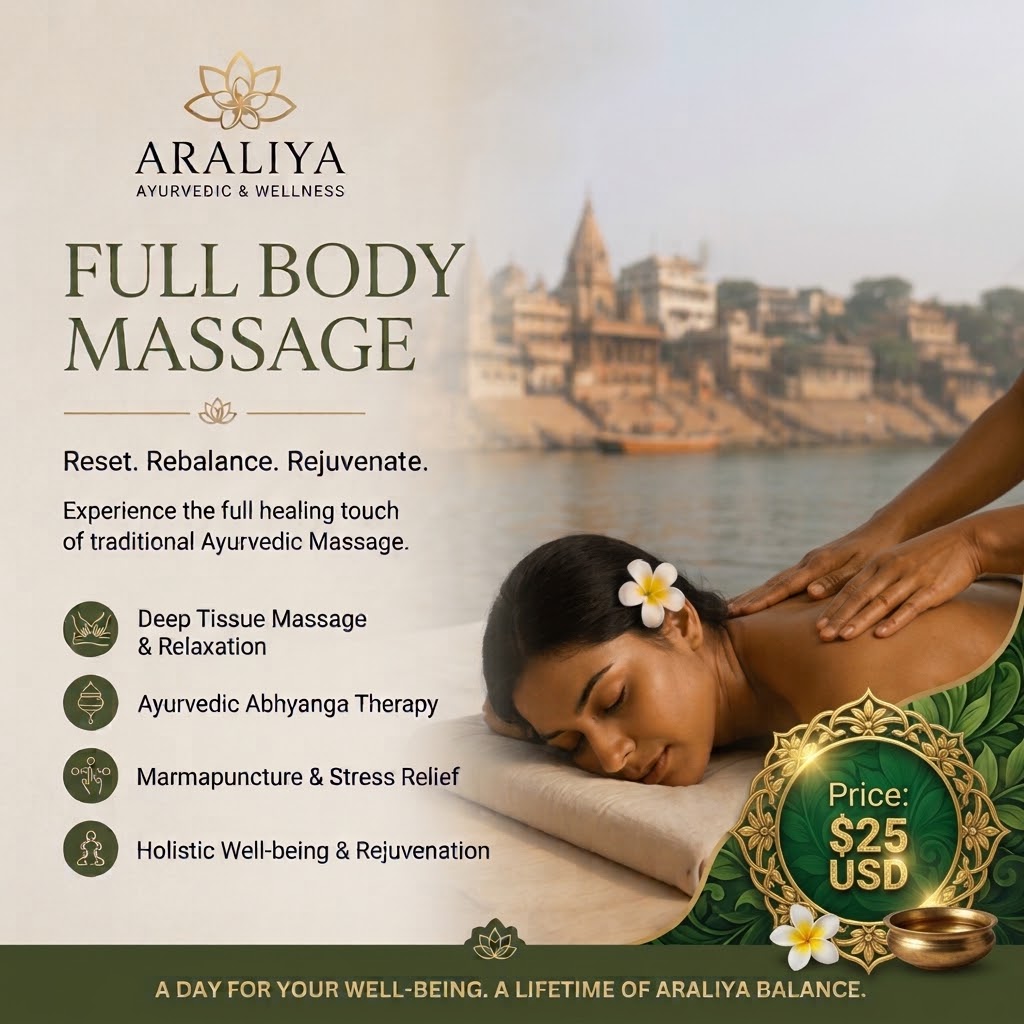 ARALIYA
AYURVEDIC & WELLNESS
FULL BODY
MASSAGE
Reset. Rebalance. Rejuvenate.
Experience the full healing touch
of traditional Ayurvedic Massage.
Deep Tissue Massage
& Relaxation
Ayurvedic Abhyanga Therapy
Marmapuncture & Stress Relief
Holistic Well-being & Rejuvenation
Price:
$25
USD
A DAY FOR YOUR WELL-BEING. A LIFETIME OF ARALIYA BALANCE.